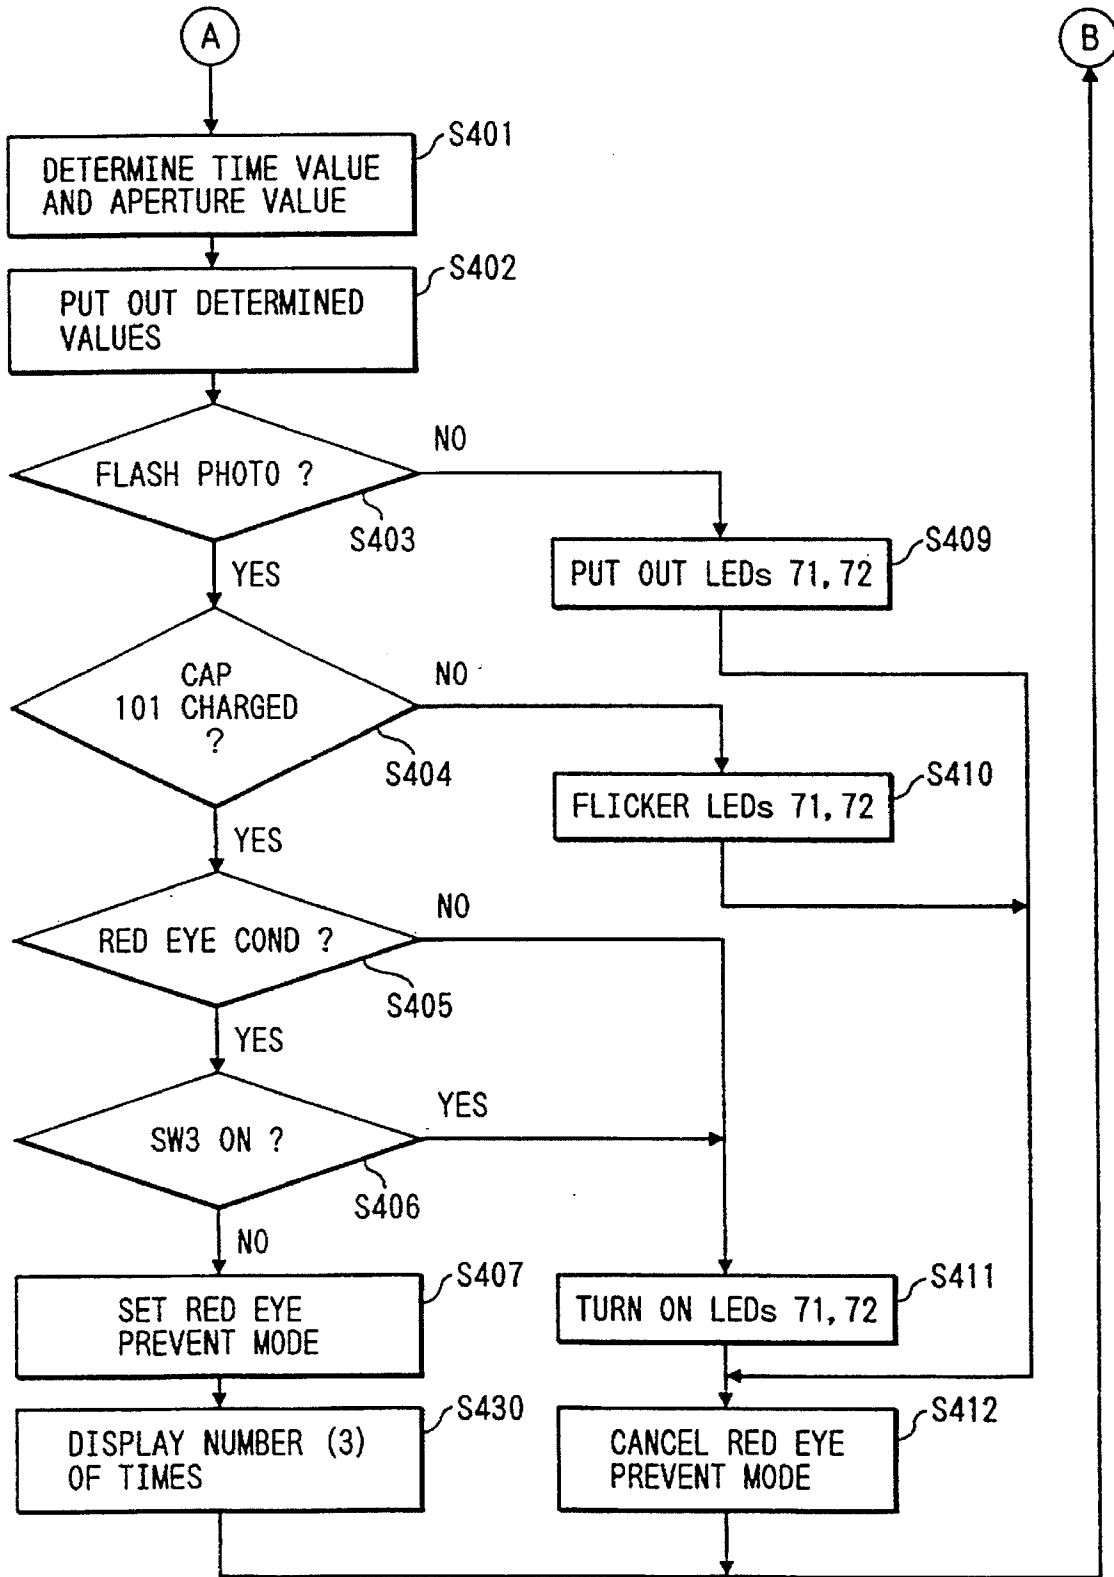 A
B
S401
DETERMINE TIME VALUE
AND APERTURE VALUE
S402
PUT OUT DETERMINED
VALUES
FLASH PHOTO ?
NO
S403
YES
S409
PUT OUT LEDs 71, 72
CAP
101 CHARGED
?
NO
S404
YES
S410
FLICKER LEDs 71, 72
RED EYE COND ?
NO
S405
YES
SW3 ON ?
YES
S406
NO
S407
SET RED EYE
PREVENT MODE
S411
TURN ON LEDs 71, 72
S430
DISPLAY NUMBER (3)
OF TIMES
S412
CANCEL RED EYE
PREVENT MODE